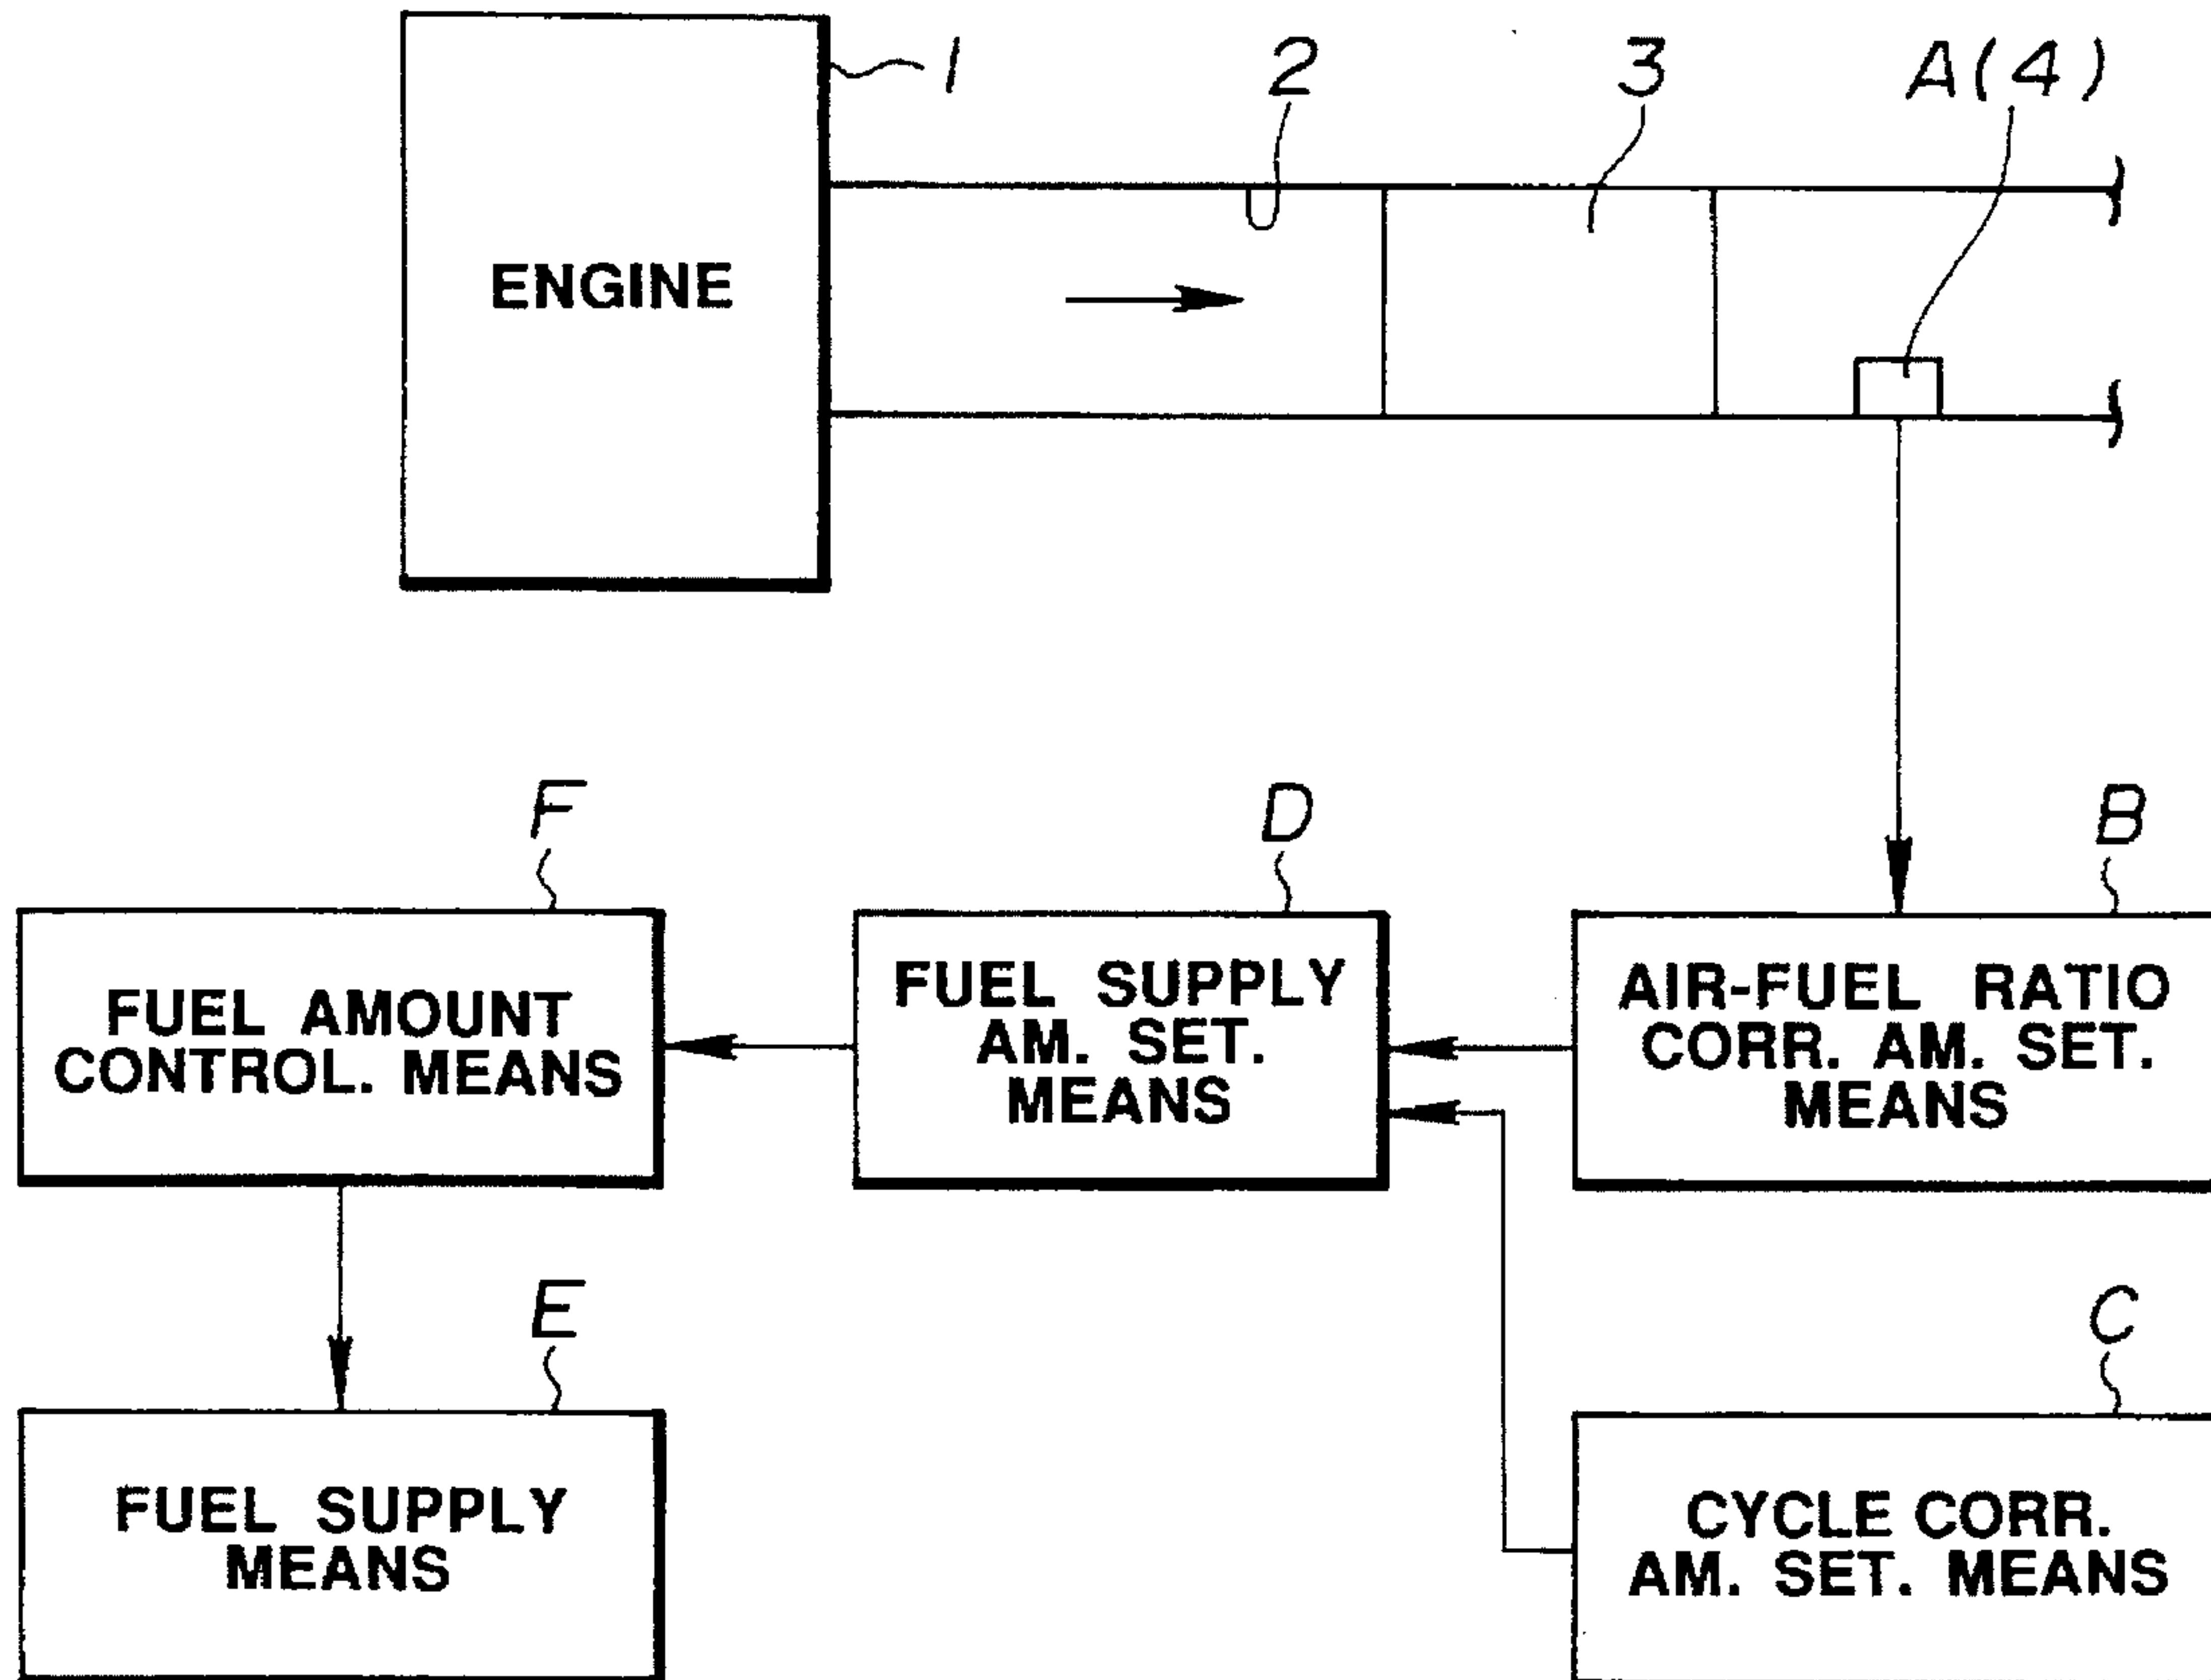 1
2
3
A(4)
ENGINE
F
D
B
FUEL AMOUNT
CONTROL. MEANS
FUEL SUPPLY
AM. SET.
MEANS
AIR-FUEL RATIO
CORR. AM. SET.
MEANS
E
C
FUEL SUPPLY
MEANS
CYCLE CORR.
AM. SET. MEANS